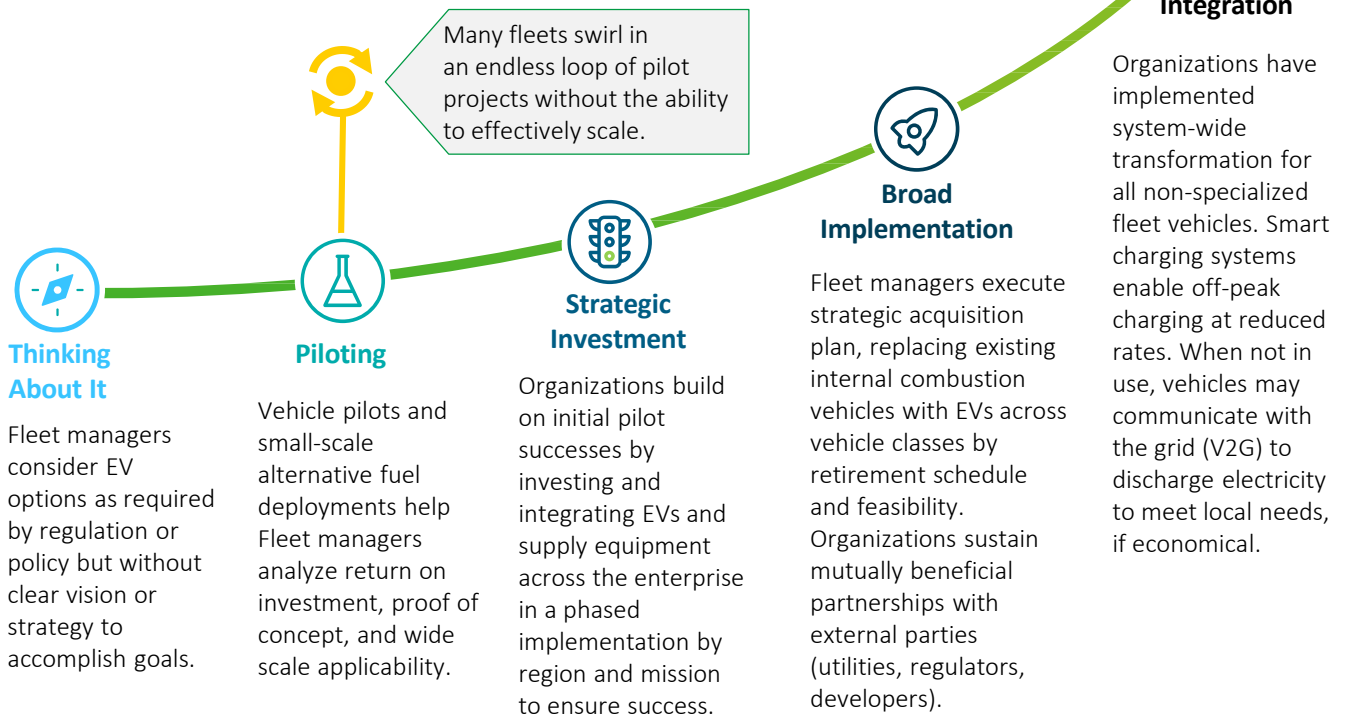 Many fleets swirl in
an endless loop of pilot
projects without the ability
to effectively scale.
Thinking
About It
Fleet managers
consider EV
options as required
by regulation or
policy but without
clear vision or
strategy to
accomplish goals.
Piloting
Vehicle pilots and
small-scale
alternative fuel
deployments help
Fleet managers
analyze return on
investment, proof of
concept, and wide
scale applicability.
Strategic
Investment
Organizations build
on initial pilot
successes by
investing and
integrating EVs and
supply equipment
across the enterprise
in a phased
implementation by
region and mission
to ensure success.
Broad
Implementation
Fleet managers execute
strategic acquisition
plan, replacing existing
internal combustion
vehicles with EVs across
vehicle classes by
retirement schedule
and feasibility.
Organizations sustain
mutually beneficial
partnerships with
external parties
(utilities, regulators,
developers).
Integration
Organizations have
implemented
system-wide
transformation for
all non-specialized
fleet vehicles. Smart
charging systems
enable off-peak
charging at reduced
rates. When not in
use, vehicles may
communicate with
the grid (V2G) to
discharge electricity
to meet local needs,
if economical.